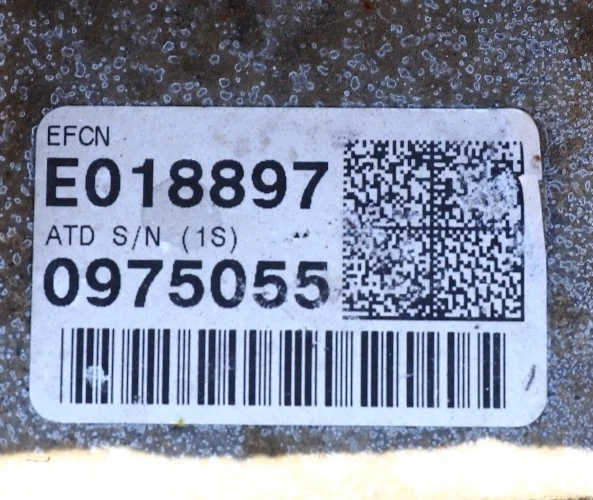 EFCN
E018897
ATD S/N (1S)
0975055